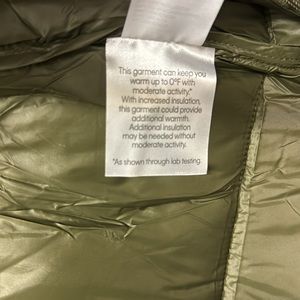 This garment can keep you
warm up to 0°F with
moderate activity.*
With increased insulation,
this garment could provide
additional warmth.
Additional insulation
may be needed without
moderate activity.
*As shown through lab testing.